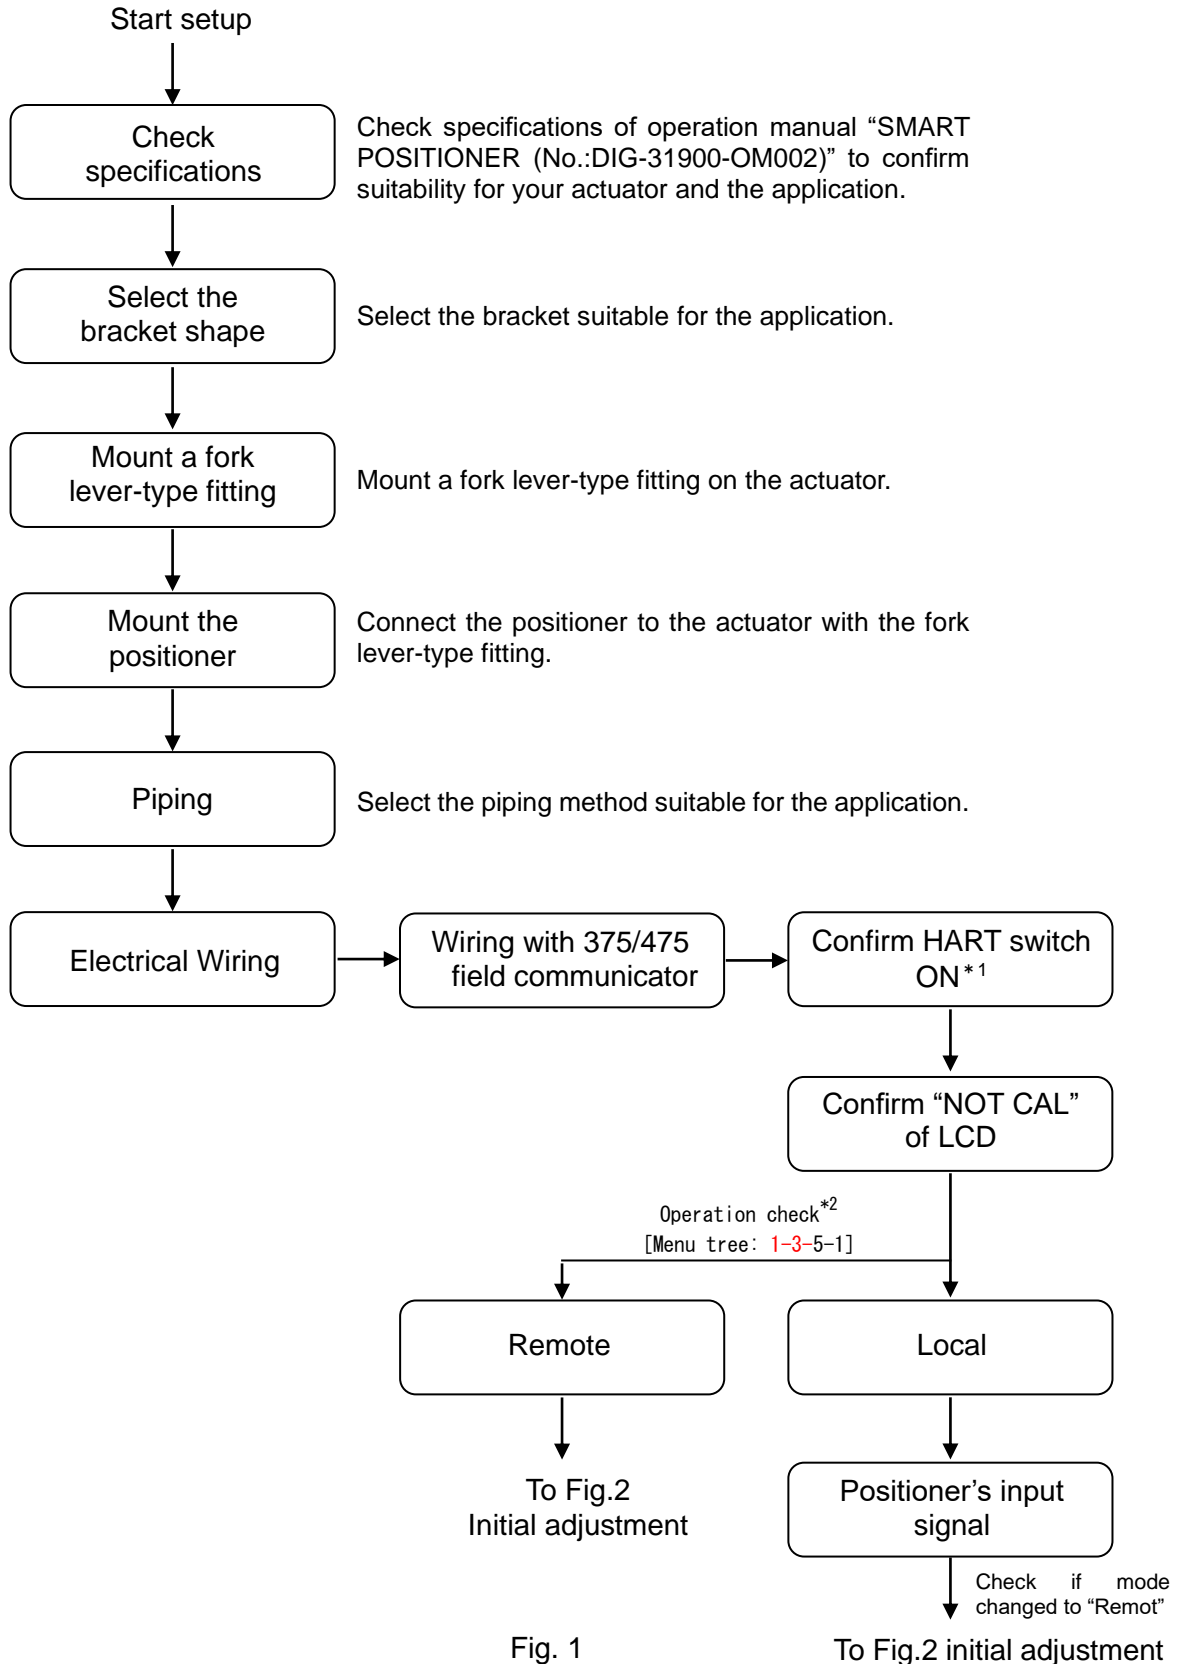 Start setup
Check
specifications
Check specifications of operation manual “SMART
POSITIONER (No.:DIG-31900-OM002)” to confirm
suitability for your actuator and the application.
Select the
bracket shape
Select the bracket suitable for the application.
Mount a fork
lever-type fitting
Mount a fork lever-type fitting on the actuator.
Mount the
positioner
Connect the positioner to the actuator with the fork
lever-type fitting.
Piping
Select the piping method suitable for the application.
Electrical Wiring
Wiring with 375/475
field communicator
Confirm HART switch
ON*1
Confirm “NOT CAL”
of LCD
Operation check*2
[Menu tree: 1-3-5-1]
Remote
Local
To Fig.2
Initial adjustment
Positioner’s input
signal
Check if mode
changed to “Remot”
Fig. 1
To Fig.2 initial adjustment